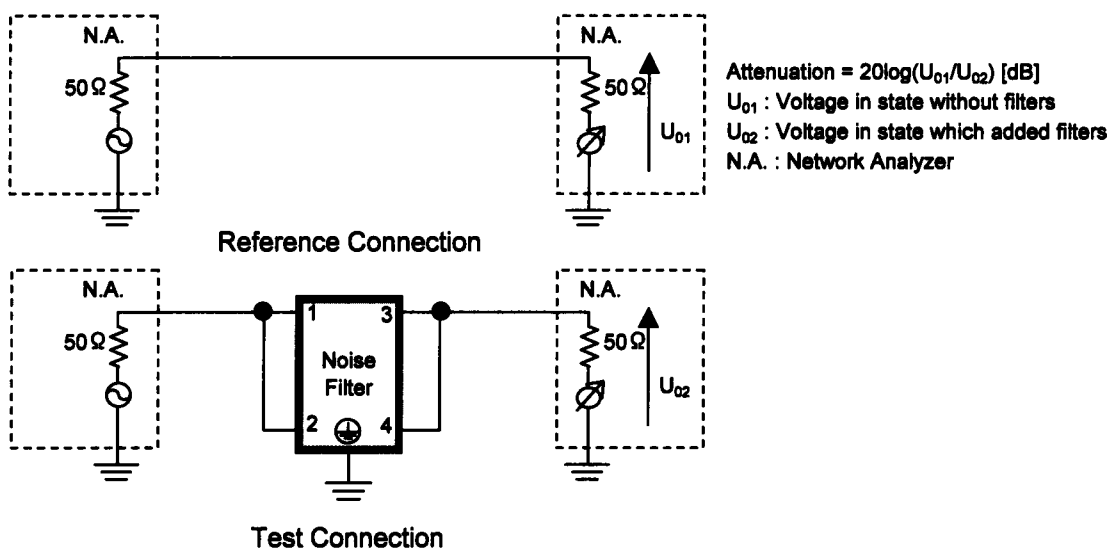 N.A.
50Ω
N.A.
50Ω
U01
Attenuation = 20log(U01/U02) [dB]
U01 : Voltage in state without filters
U02 : Voltage in state which added filters
N.A. : Network Analyzer
Reference Connection
N.A.
50Ω
1 3
Noise
Filter
2 4
N.A.
50Ω
U02
Test Connection